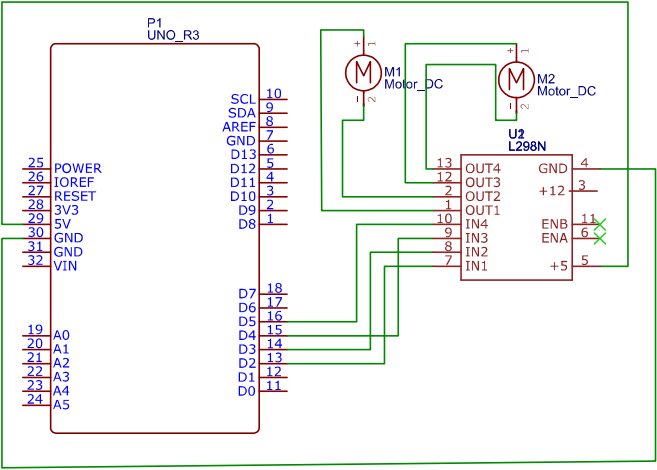 P1
UNO_R3
SCL 10
SDA 9
AREF 8
GND 7
D13 6
D12 5
D11 4
D10 3
D9 2
D8 1
25 POWER
26 IOREF
27 RESET
28 3V3
29 5V
30 GND
31 GND
32 VIN
D7 18
D6 17
D5 16
D4 15
D3 14
D2 13
D1 12
D0 11
19 A0
20 A1
21 A2
22 A3
23 A4
24 A5
+ 1
M
M1
Motor_DC
- 2
+ 1
M
M2
Motor_DC
- 2
L298N
13 OUT4
12 OUT3
2 OUT2
1 OUT1
10 IN4
9 IN3
8 IN2
7 IN1
GND 4
+12 3
ENB 11
ENA 6
+5 5